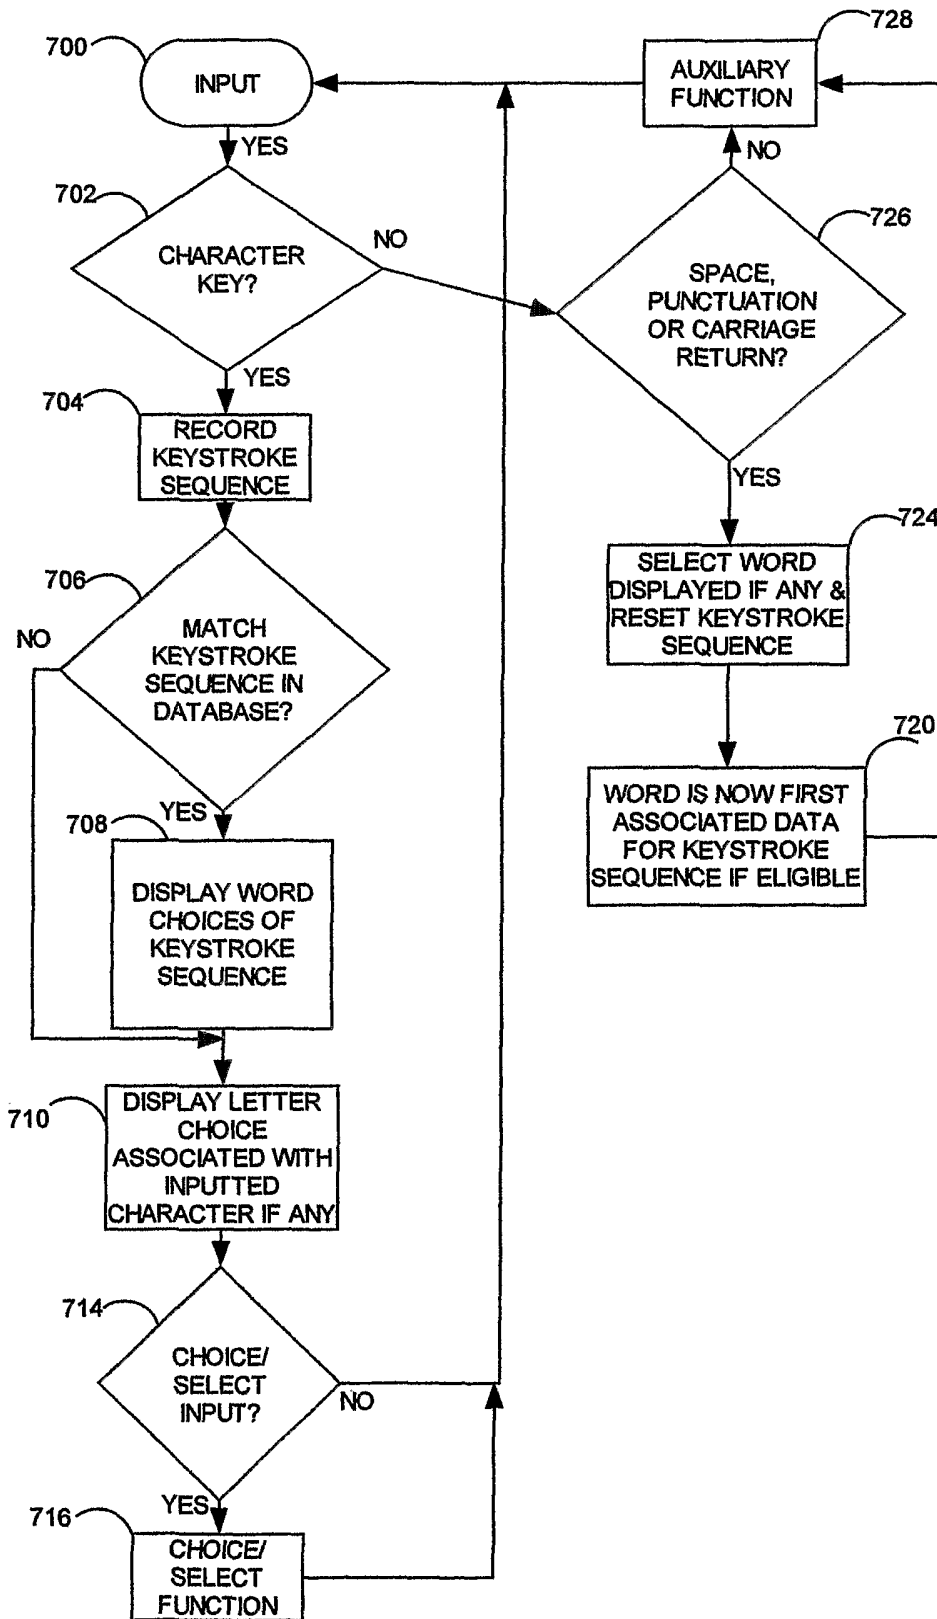 700
INPUT
YES
702
CHARACTER
KEY?
NO
YES
704
RECORD
KEYSTROKE
SEQUENCE
706
NO
MATCH
KEYSTROKE
SEQUENCE IN
DATABASE?
YES
708
DISPLAY WORD
CHOICES OF
KEYSTROKE
SEQUENCE
710
DISPLAY LETTER
CHOICE
ASSOCIATED WITH
INPUTTED
CHARACTER IF ANY
714
CHOICE/
SELECT
INPUT?
NO
YES
716
CHOICE/
SELECT
FUNCTION
728
AUXILIARY
FUNCTION
NO
726
SPACE,
PUNCTUATION
OR CARRIAGE
RETURN?
YES
724
SELECT WORD
DISPLAYED IF ANY &
RESET KEYSTROKE
SEQUENCE
720
WORD IS NOW FIRST
ASSOCIATED DATA
FOR KEYSTROKE
SEQUENCE IF ELIGIBLE